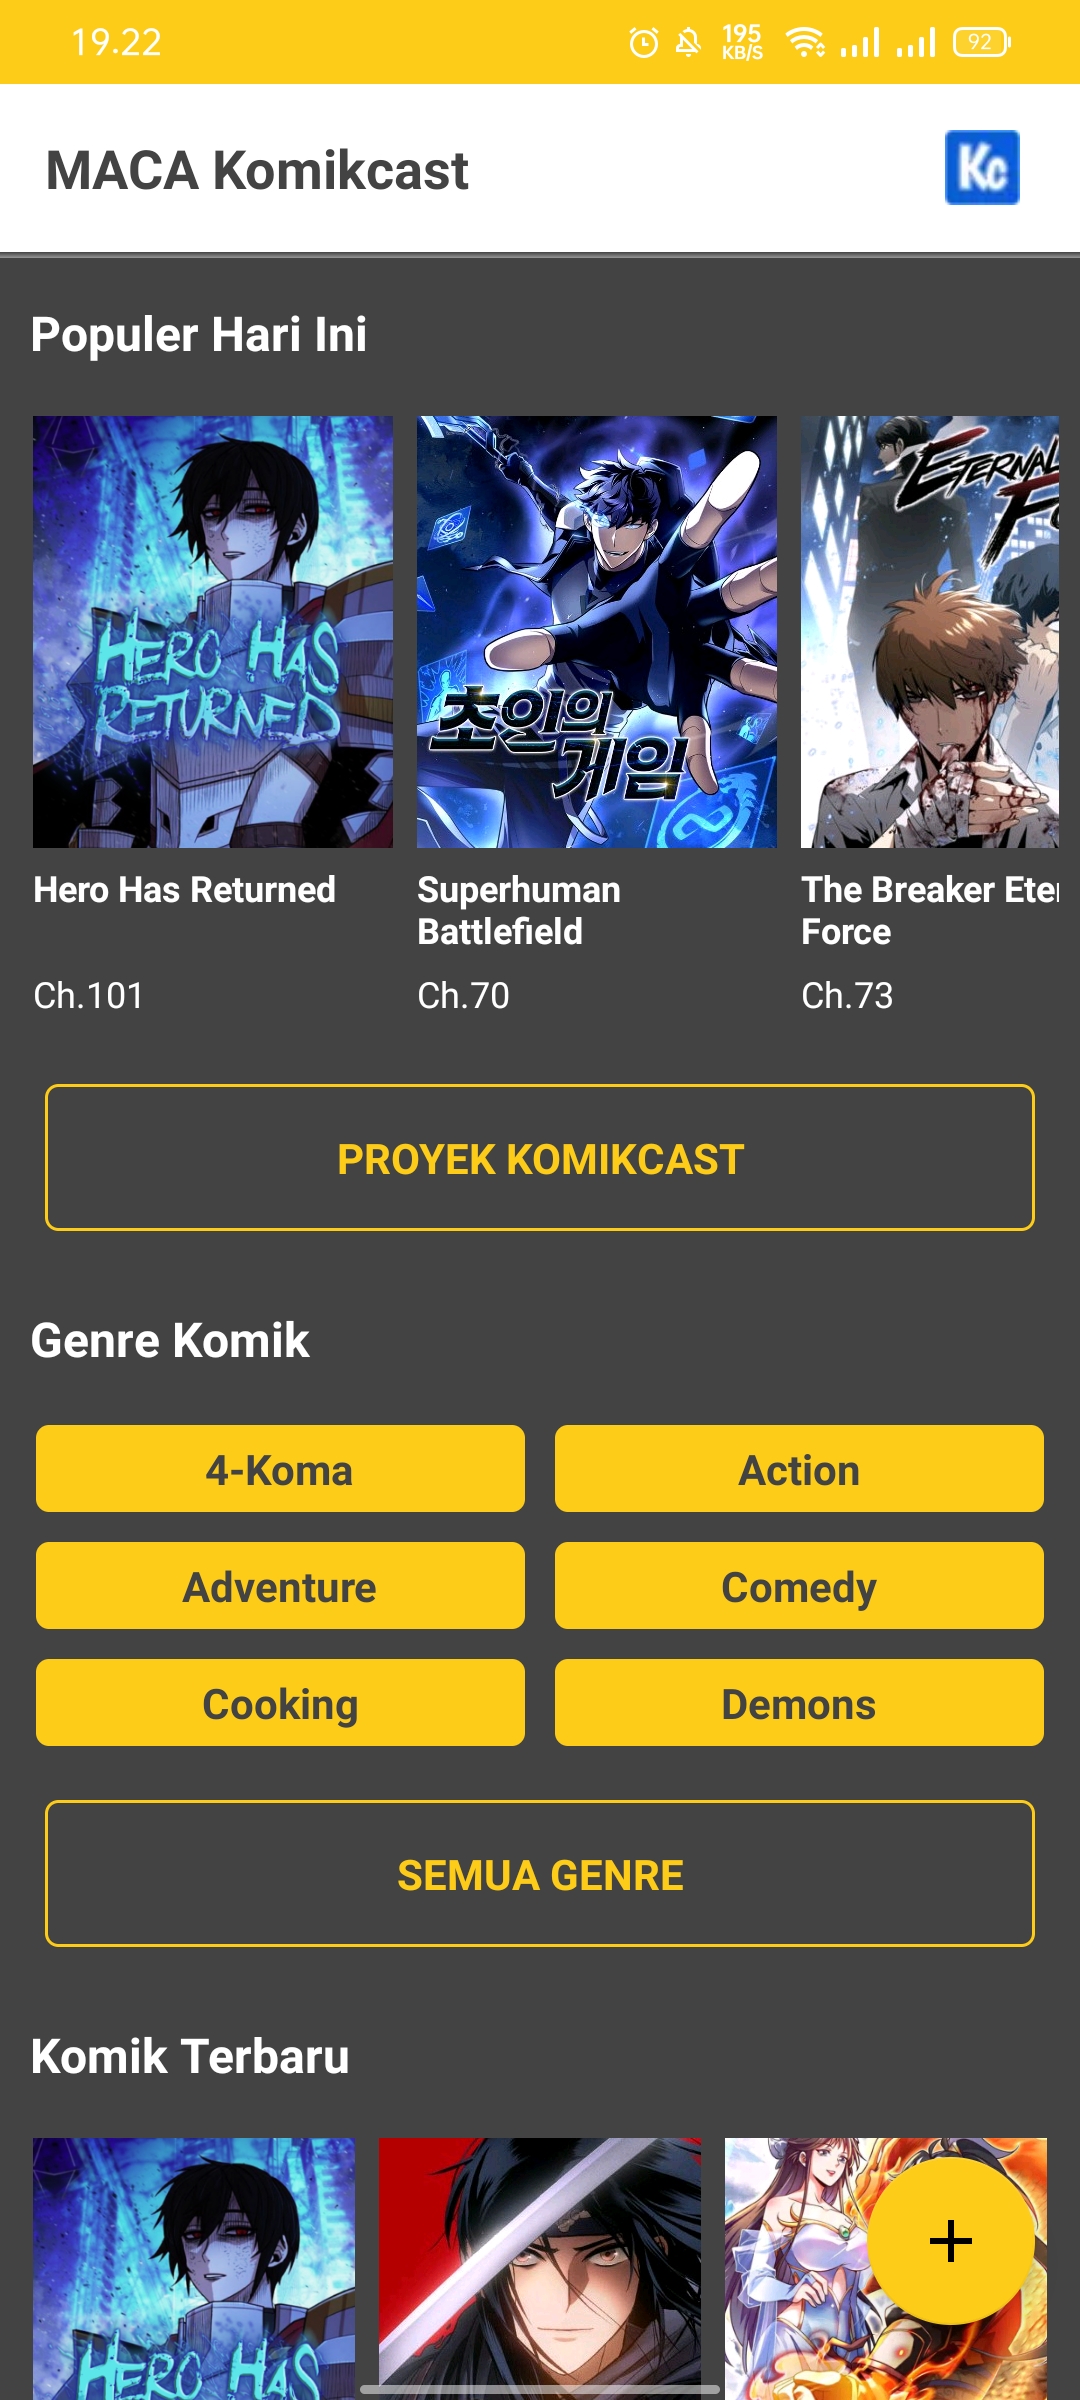 19.22
195
KB/S
92
MACA Komikcast
Kc
Populer Hari Ini
HERO HAS
RETURNED
초인의
게임
ETERNAL
Hero Has Returned
Superhuman
Battlefield
The Breaker Eter
Force
Ch.101
Ch.70
Ch.73
PROYEK KOMIKCAST
Genre Komik
4-Koma
Action
Adventure
Comedy
Cooking
Demons
SEMUA GENRE
Komik Terbaru
HERO HAS
+